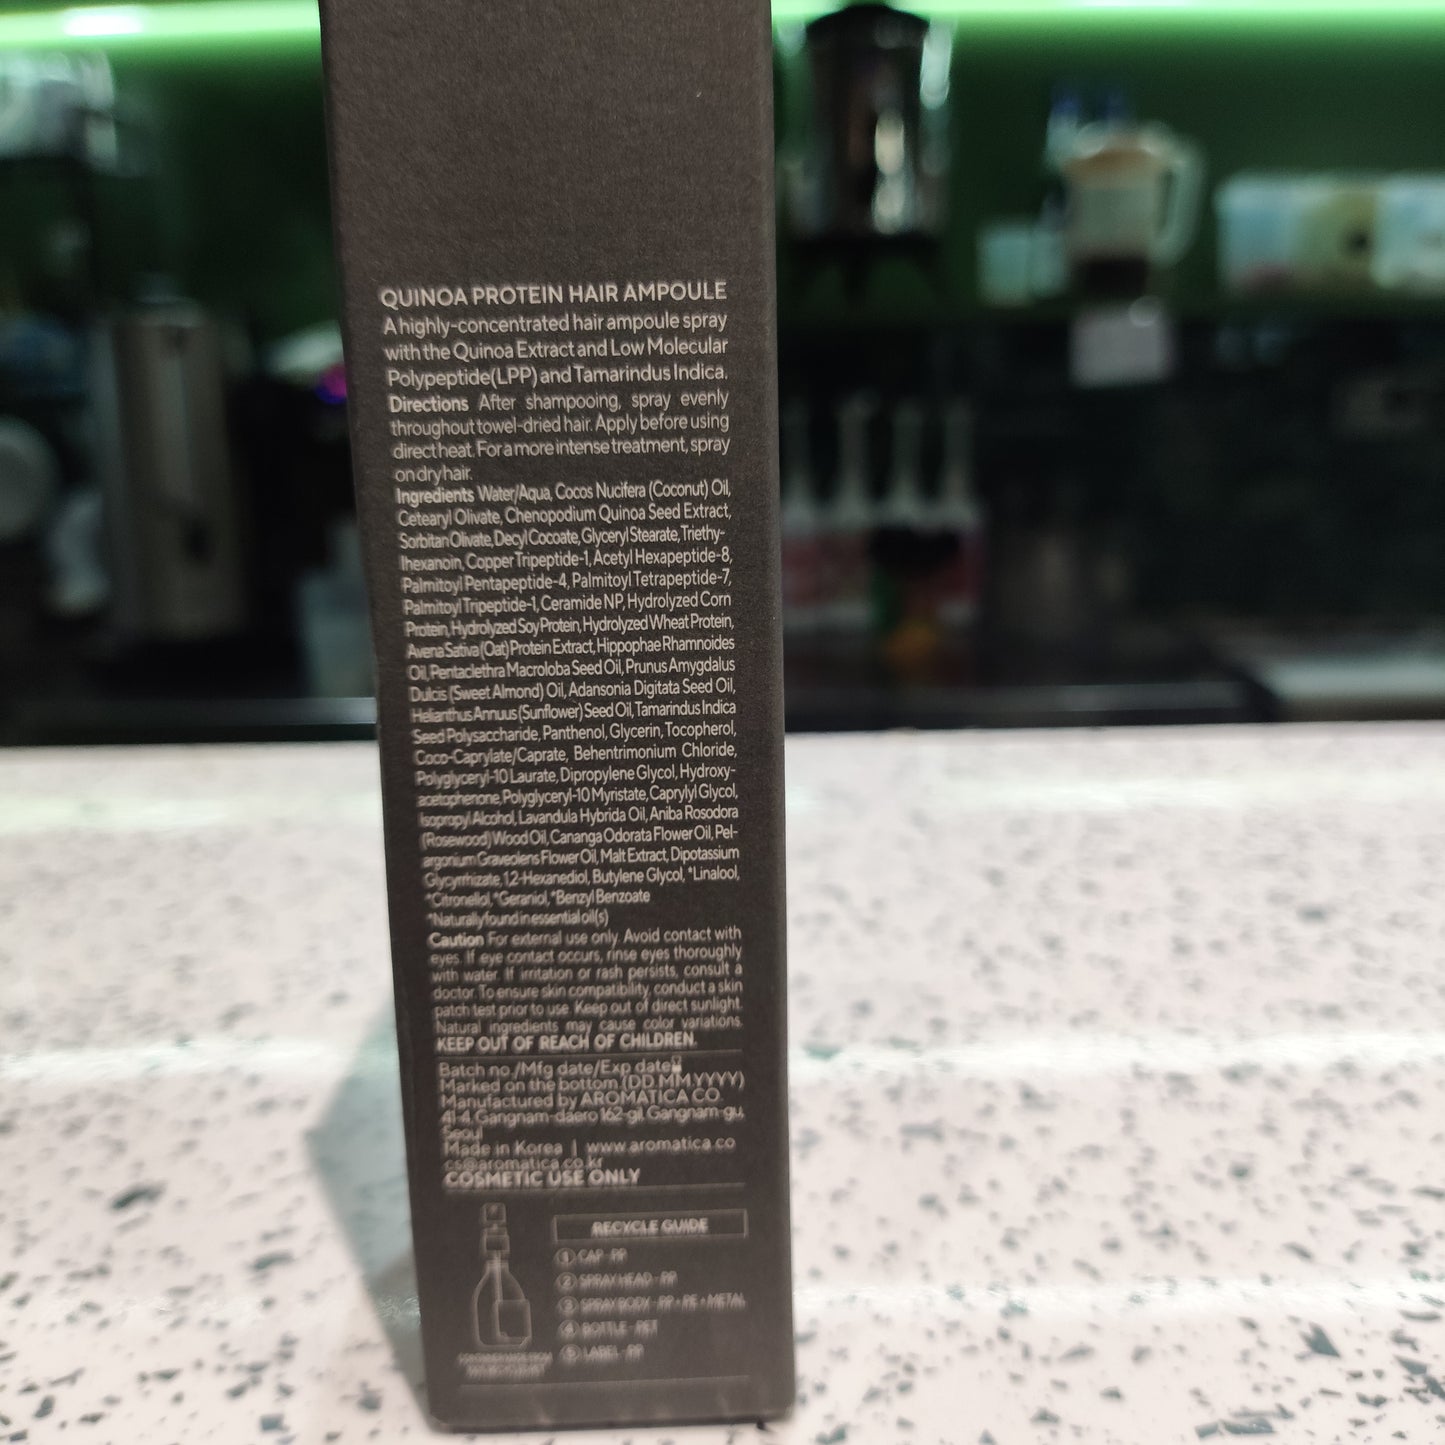 QUINOA PROTEIN HAIR AMPOULE
A highly-concentrated hair ampoule spray
with the Quinoa Extract and Low Molecular
Polypeptide(LPP) and Tamarindus Indica.
Directions After shampooing, spray evenly
throughout towel-dried hair. Apply before using
direct heat. For a more intense treatment, spray
on dry hair.
Ingredients Water/Aqua, Cocos Nucifera (Coconut) Oil,
Cetearyl Olivate, Chenopodium Quinoa Seed Extract,
Sorbitan Olivate, Decyl Cocoate, Glyceryl Stearate, Triethy-
lhexanoin, Copper Tripeptide-1, Acetyl Hexapeptide-8,
Palmitoyl Pentapeptide-4, Palmitoyl Tetrapeptide-7,
Palmitoyl Tripeptide-1, Ceramide NP, Hydrolyzed Corn
Protein, Hydrolyzed Soy Protein, Hydrolyzed Wheat Protein,
Avena Sativa (Oat) Protein Extract, Hippophae Rhamnoides
Oil, Pentaclethra Macroloba Seed Oil, Prunus Amygdalus
Dulcis (Sweet Almond) Oil, Adansonia Digitata Seed Oil,
Helianthus Annuus (Sunflower) Seed Oil, Tamarindus Indica
Seed Polysaccharide, Panthenol, Glycerin, Tocopherol,
Coco-Caprylate/Caprate, Behentrimonium Chloride,
Polyglyceryl-10 Laurate, Dipropylene Glycol, Hydroxy-
acetophenone, Polyglyceryl-10 Myristate, Caprylyl Glycol,
Isopropyl Alcohol, Lavandula Hybrida Oil, Aniba Rosodora
(Rosewood) Wood Oil, Cananga Odorata Flower Oil, Pel-
argonium Graveolens Flower Oil, Malt Extract, Dipotassium
Glycyrrhizate, 1,2-Hexanediol, Butylene Glycol, *Linalool,
*Citronellol, *Geraniol, *Benzyl Benzoate
*Naturally found in essential oil(s)
Caution For external use only. Avoid contact with
eyes. If eye contact occurs, rinse eyes thoroughly
with water. If irritation or rash persists, consult a
doctor. To ensure skin compatibility, conduct a skin
patch test prior to use. Keep out of direct sunlight.
Natural ingredients may cause color variations.
KEEP OUT OF REACH OF CHILDREN.
Batch no./Mfg date/Exp date
Marked on the bottom (DD.MM.YYYY)
Manufactured by AROMATICA CO.
41-4, Gangnam-daero 162-gil, Gangnam-gu,
Seoul
Made in Korea | www.aromatica.co
cs@aromatica.co.kr
COSMETIC USE ONLY
RECYCLE GUIDE
1 CAP - PP
2 SPRAY HEAD - PP
3 SPRAY BODY - PP + PE + METAL
4 BOTTLE - PET
5 LABEL - PP